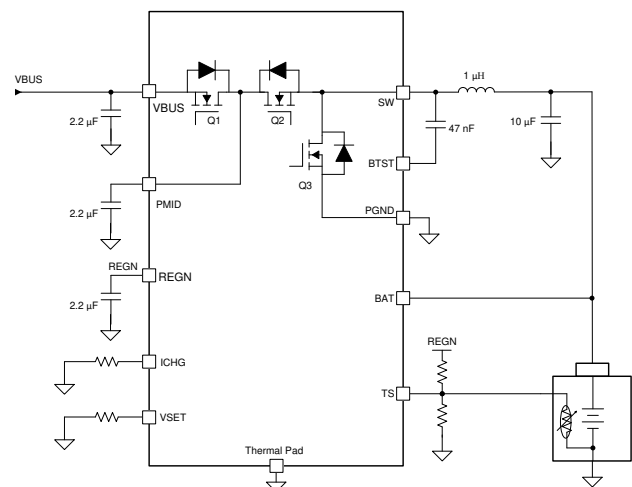 VBUS
2.2 µF
VBUS
Q1
Q2
SW
1 µH
47 nF
10 µF
Q3
BTST
2.2 µF
PMID
PGND
REGN
REGN
2.2 µF
BAT
REGN
ICHG
TS
VSET
Thermal Pad